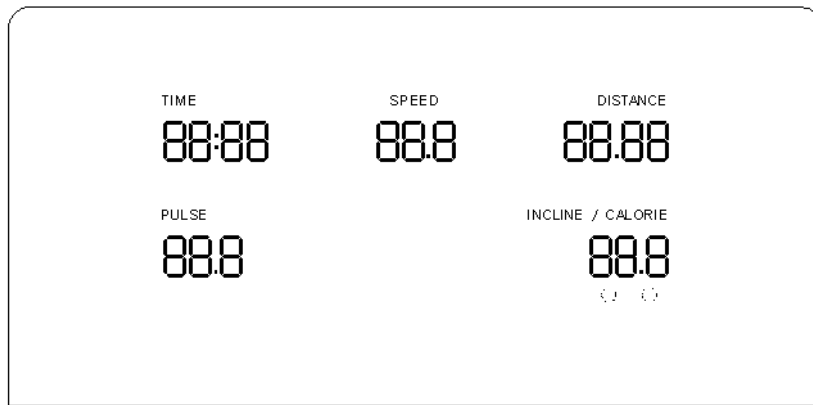 TIME SPEED DISTANCE
88:88 88.8 88.88
PULSE INCLINE / CALORIE
88.8 88.8